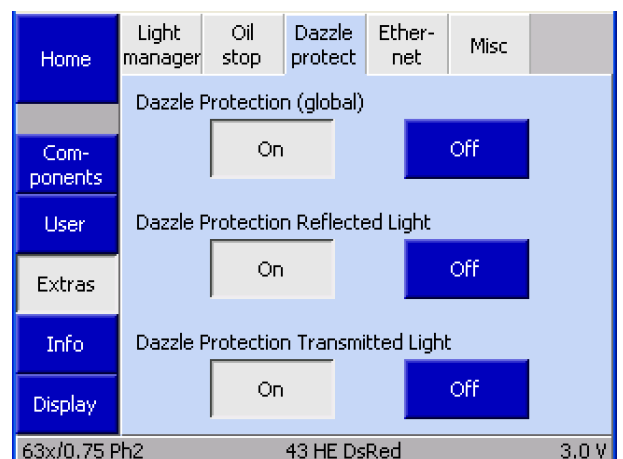 Home
Light manager
Oil stop
Dazzle protect
Ether-
net
Misc
Dazzle Protection (global)
On
Off
Com-
ponents
User
Dazzle Protection Reflected Light
On
Off
Extras
Info
Dazzle Protection Transmitted Light
On
Off
Display
63x/0.75 Ph2
43 HE DsRed
3.0 V